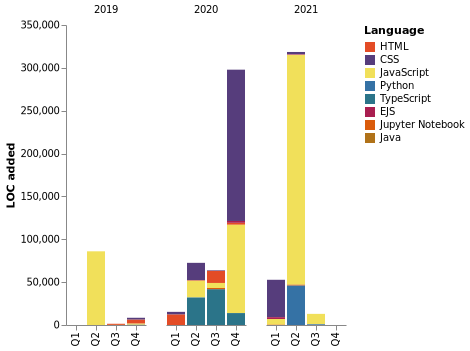 2019 2020 2021
350,000
300,000
250,000
200,000
150,000
100,000
50,000
0
LOC added
Q1 Q2 Q3 Q4 Q1 Q2 Q3 Q4 Q1 Q2 Q3 Q4
Language
HTML
CSS
JavaScript
Python
TypeScript
EJS
Jupyter Notebook
Java